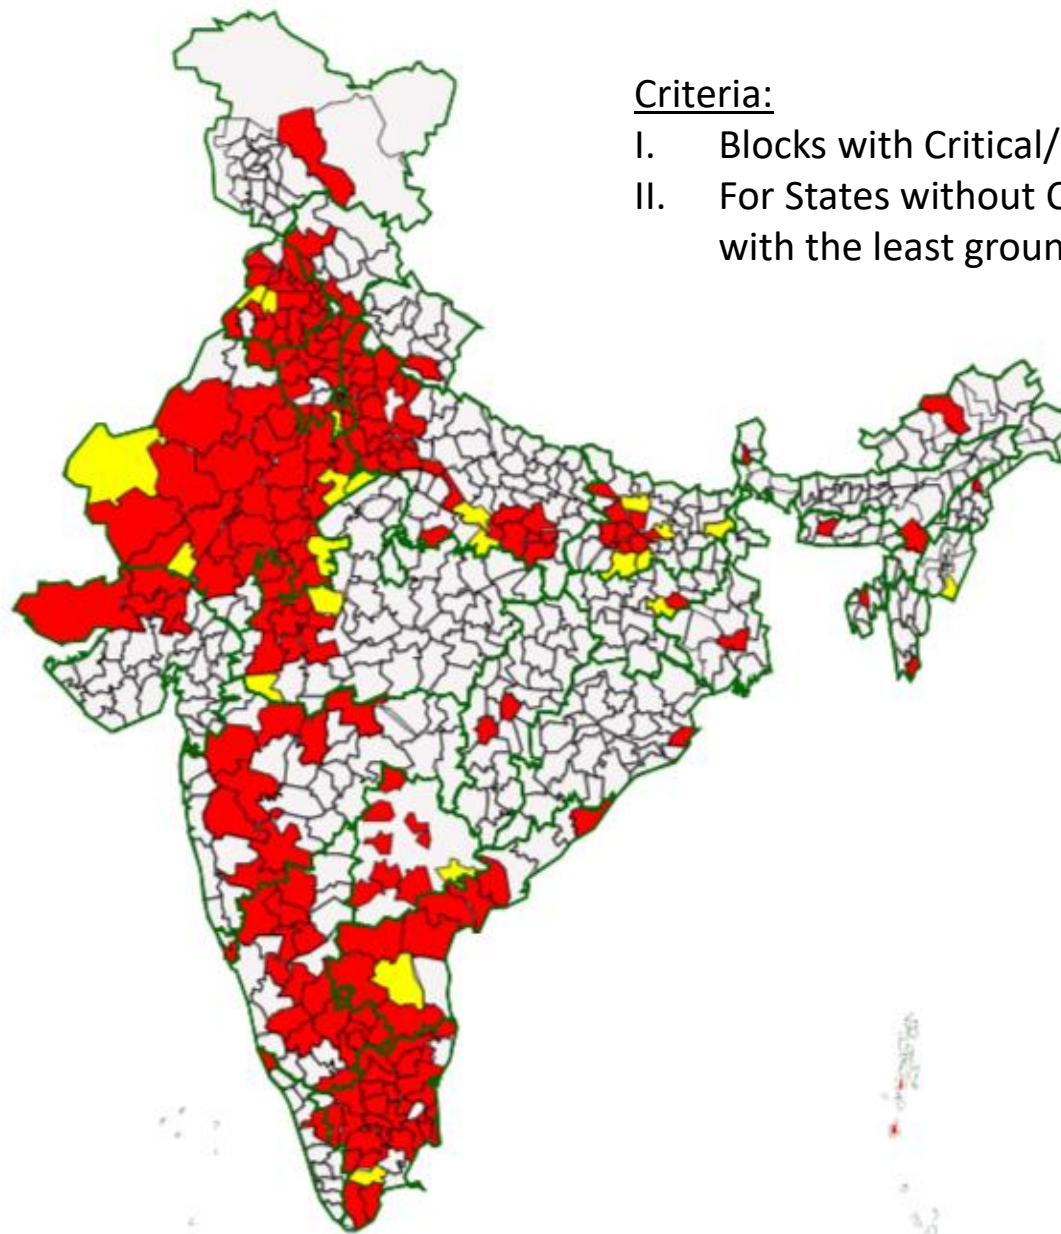 Criteria:
I. Blocks with Critical/
II. For States without
with the least groun